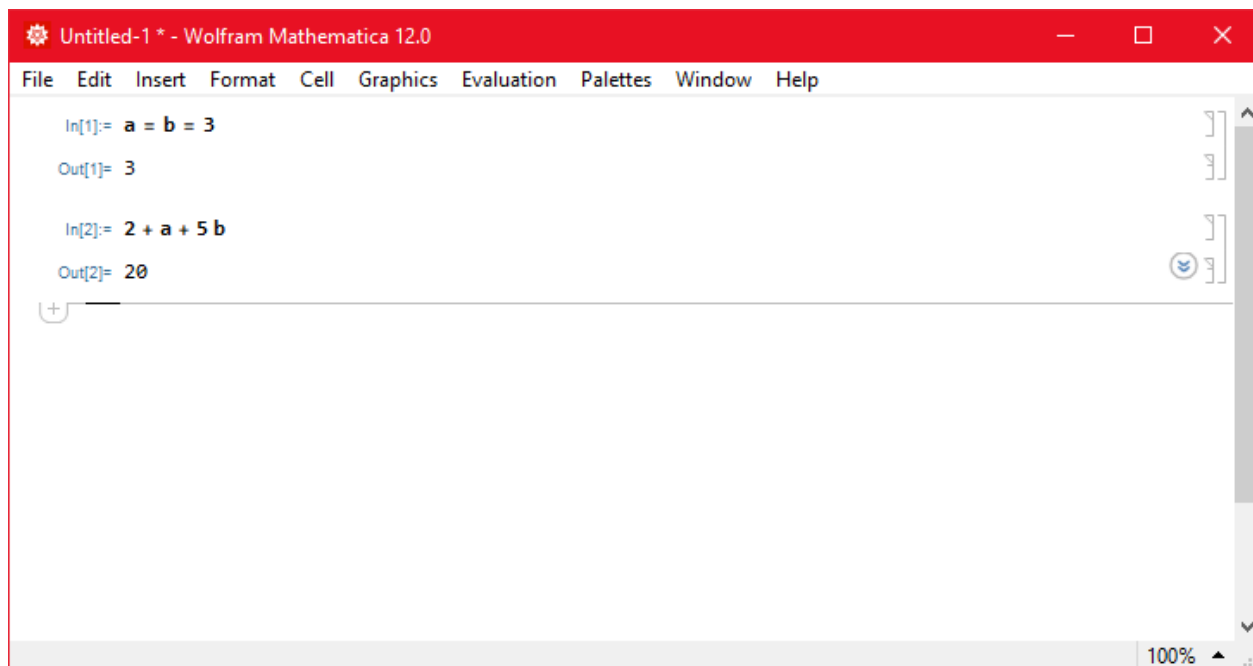 Untitled-1 * - Wolfram Mathematica 12.0
File Edit Insert Format Cell Graphics Evaluation Palettes Window Help
In[1]:= a = b = 3
Out[1]= 3
In[2]:= 2 + a + 5 b
Out[2]= 20
100%